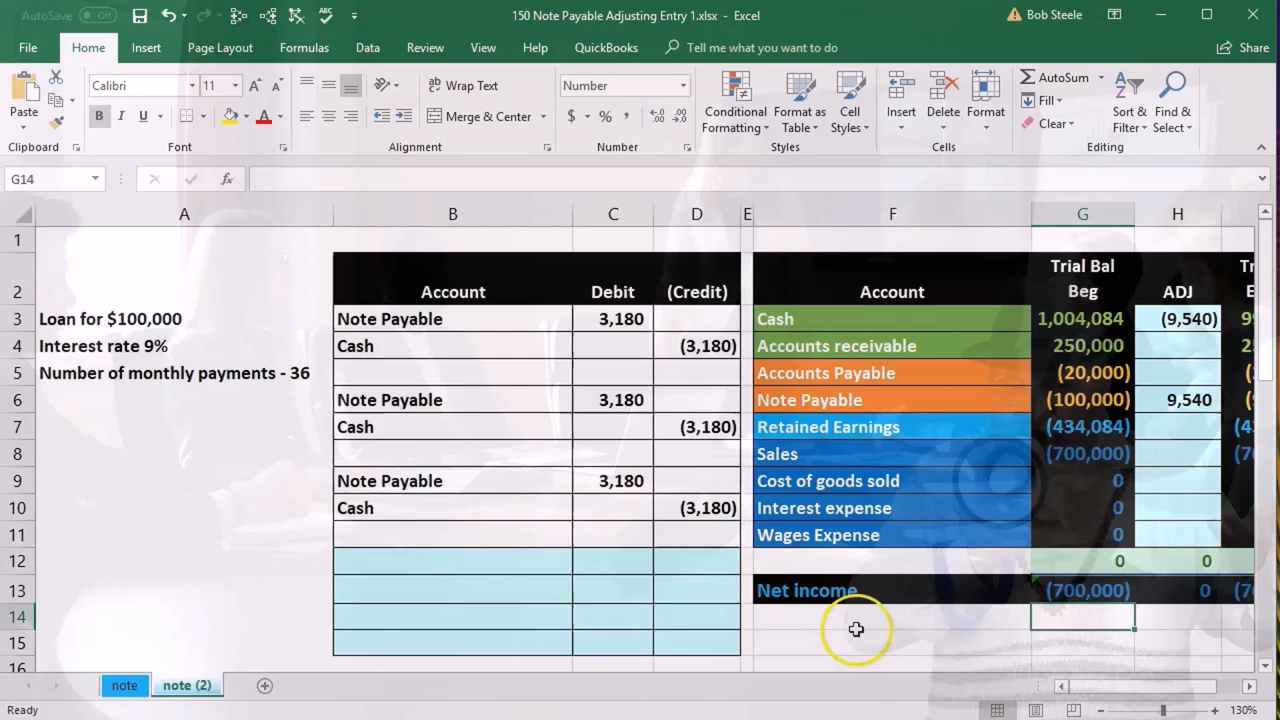 AutoSave Off 150 Note Payable Adjusting Entry 1.xlsx - Excel Bob Steele
File Home Insert Page Layout Formulas Data Review View Help QuickBooks Tell me what you want to do Share
Calibri 11 Wrap Text Number AutoSum
Paste B I U Merge & Center $ % Conditional Formatting Format as Table Cell Styles Insert Delete Format Fill Clear Sort & Filter Find & Select
Clipboard Font Alignment Number Styles Cells Editing
G14 fx
A B C D E F G H
1
2 Account Debit (Credit) Account Trial Bal Beg ADJ
3 Loan for $100,000 Note Payable 3,180 Cash 1,004,084 (9,540)
4 Interest rate 9% Cash (3,180) Accounts receivable 250,000
5 Number of monthly payments - 36 Accounts Payable (20,000)
6 Note Payable 3,180 Note Payable (100,000) 9,540
7 Cash (3,180) Retained Earnings (434,084)
8 Sales (700,000)
9 Note Payable 3,180 Cost of goods sold 0
10 Cash (3,180) Interest expense 0
11 Wages Expense 0
12 0 0
13 Net income (700,000) 0
14
15
16
note note (2)
Ready 130%